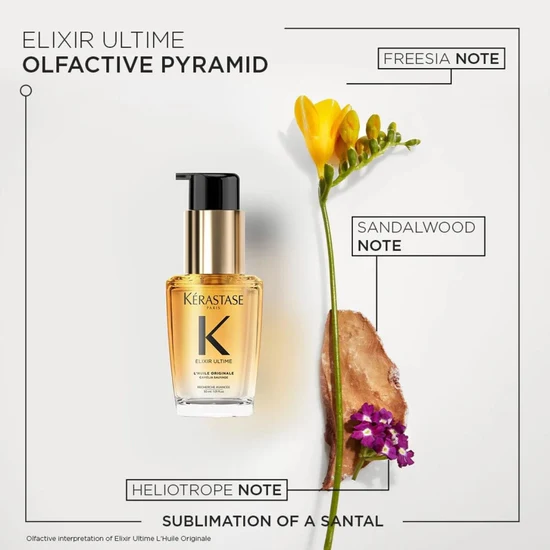 ELIXIR ULTIME
OLFACTIVE PYRAMID
FREESIA NOTE
SANDALWOOD
NOTE
KÉRASTASE
PARIS
K
ELIXIR ULTIME
L'HUILE ORIGINALE
HELIOTROPE NOTE
SUBLIMATION OF A SANTAL
Olfactive interpretation of Elixir Ultime L'Huile Originale